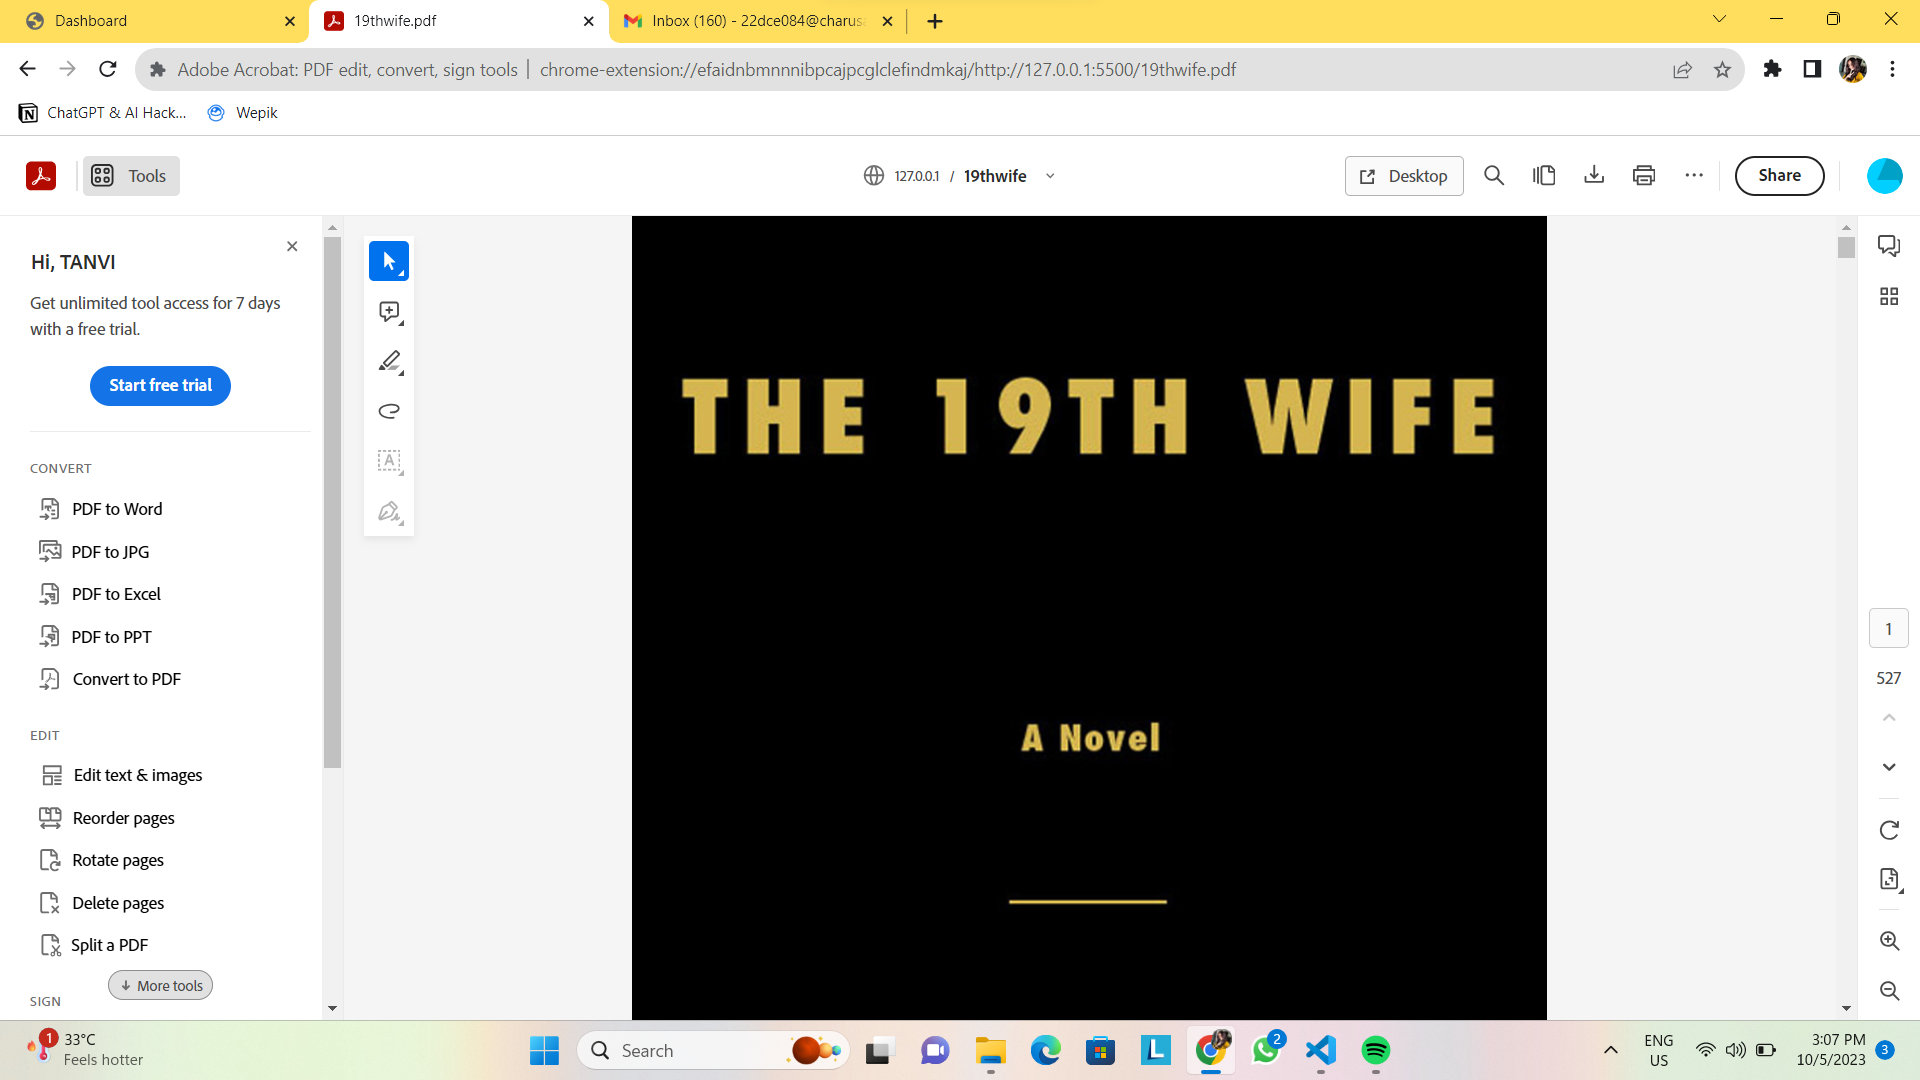 Dashboard
19thwife.pdf
Inbox (160) - 22dce084@charus
Adobe Acrobat: PDF edit, convert, sign tools | chrome-extension://efaidnbmnnnibpcajpcglclefindmkaj/http://127.0.0.1:5500/19thwife.pdf
ChatGPT & AI Hack...
Wepik
Tools
127.0.0.1 / 19thwife
Desktop
Share
Hi, TANVI
Get unlimited tool access for 7 days
with a free trial.
Start free trial
CONVERT
PDF to Word
PDF to JPG
PDF to Excel
PDF to PPT
Convert to PDF
EDIT
Edit text & images
Reorder pages
Rotate pages
Delete pages
Split a PDF
More tools
SIGN
THE 19TH WIFE
A Novel
1
527
1
33°C
Feels hotter
Search
L
2
ENG
US
3:07 PM
10/5/2023
3